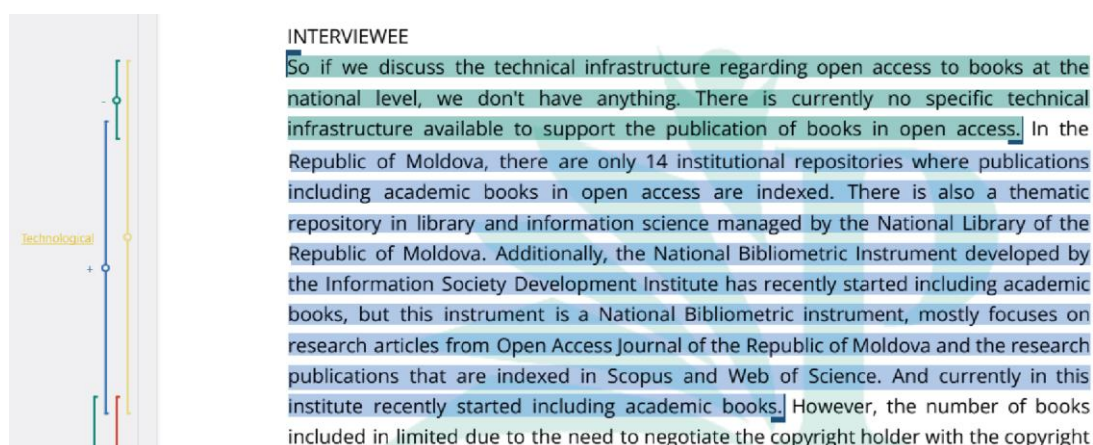 INTERVIEWEE
So if we discuss the technical infrastructure regarding open access to books at the
national level, we don't have anything. There is currently no specific technical
infrastructure available to support the publication of books in open access. In the
Republic of Moldova, there are only 14 institutional repositories where publications
including academic books in open access are indexed. There is also a thematic
repository in library and information science managed by the National Library of the
Republic of Moldova. Additionally, the National Bibliometric Instrument developed by
the Information Society Development Institute has recently started including academic
books, but this instrument is a National Bibliometric instrument, mostly focuses on
research articles from Open Access Journal of the Republic of Moldova and the research
publications that are indexed in Scopus and Web of Science. And currently in this
institute recently started including academic books. However, the number of books
included in limited due to the need to negotiate the copyright holder with the copyright
-
Technological
+